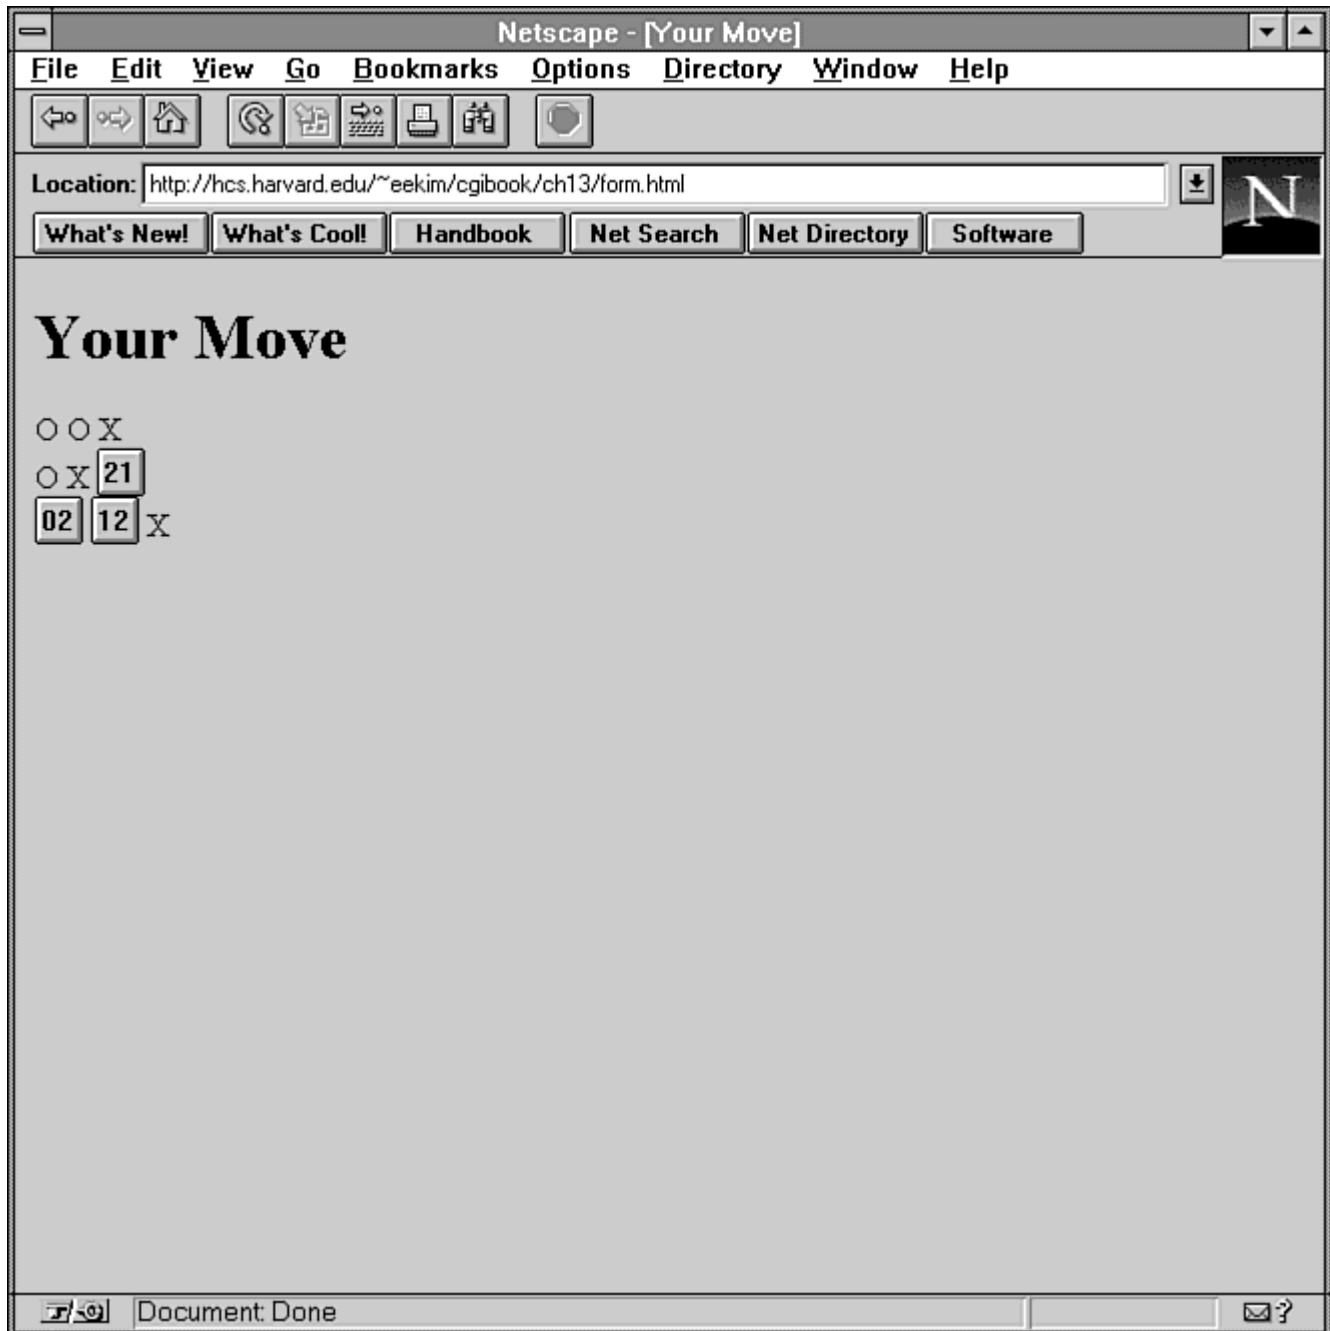 Netscape - [Your Move]
File Edit View Go Bookmarks Options Directory Window Help
Location: http://hcs.harvard.edu/~eekim/cgibook/ch13/form.html
N
What's New! What's Cool! Handbook Net Search Net Directory Software
Your Move
O O X
O X 21
02 12 X
Document: Done
?